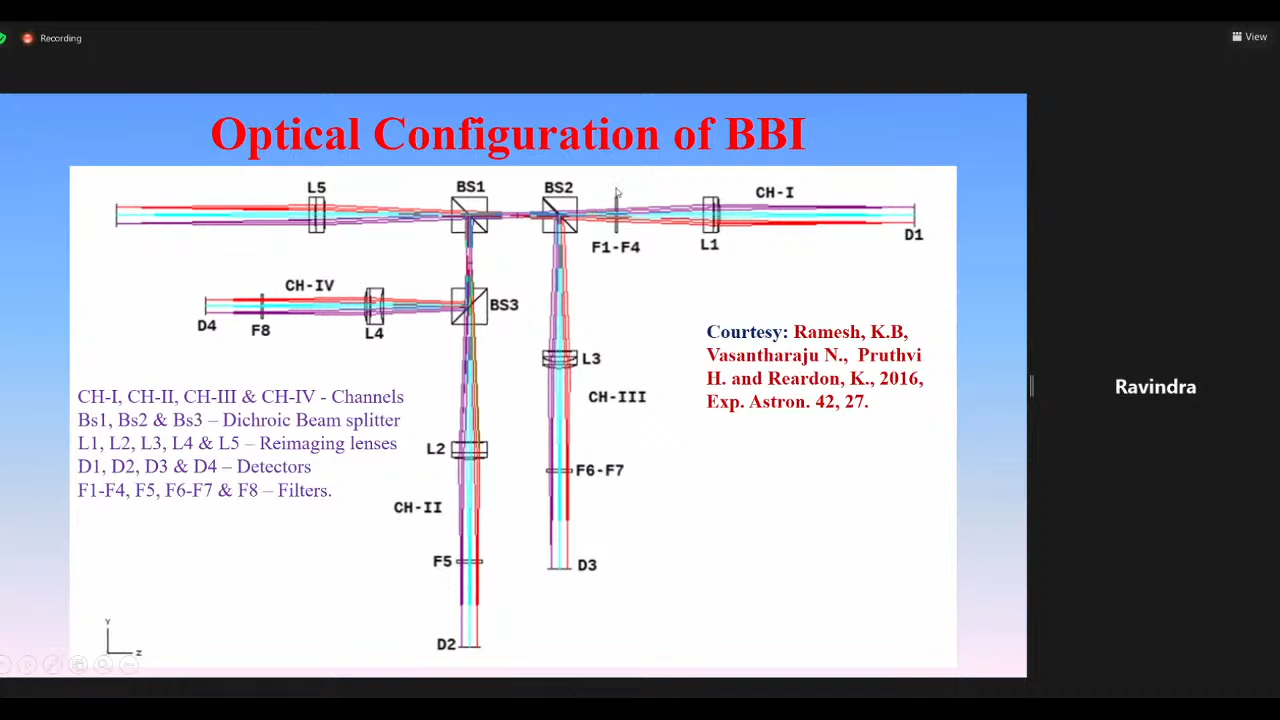 Recording
View
Optical Configuration of BBI
L5
BS1
BS2
CH-I
F1-F4
L1
D1
CH-IV
BS3
D4
F8
L4
L3
CH-III
Courtesy: Ramesh, K.B,
Vasantharaju N., Pruthvi
H. and Reardon, K., 2016,
Exp. Astron. 42, 27.
Ravindra
CH-I, CH-II, CH-III & CH-IV - Channels
Bs1, Bs2 & Bs3 – Dichroic Beam splitter
L1, L2, L3, L4 & L5 – Reimaging lenses
D1, D2, D3 & D4 – Detectors
F1-F4, F5, F6-F7 & F8 – Filters.
L2
F6-F7
CH-II
F5
D3
D2
Y
Z